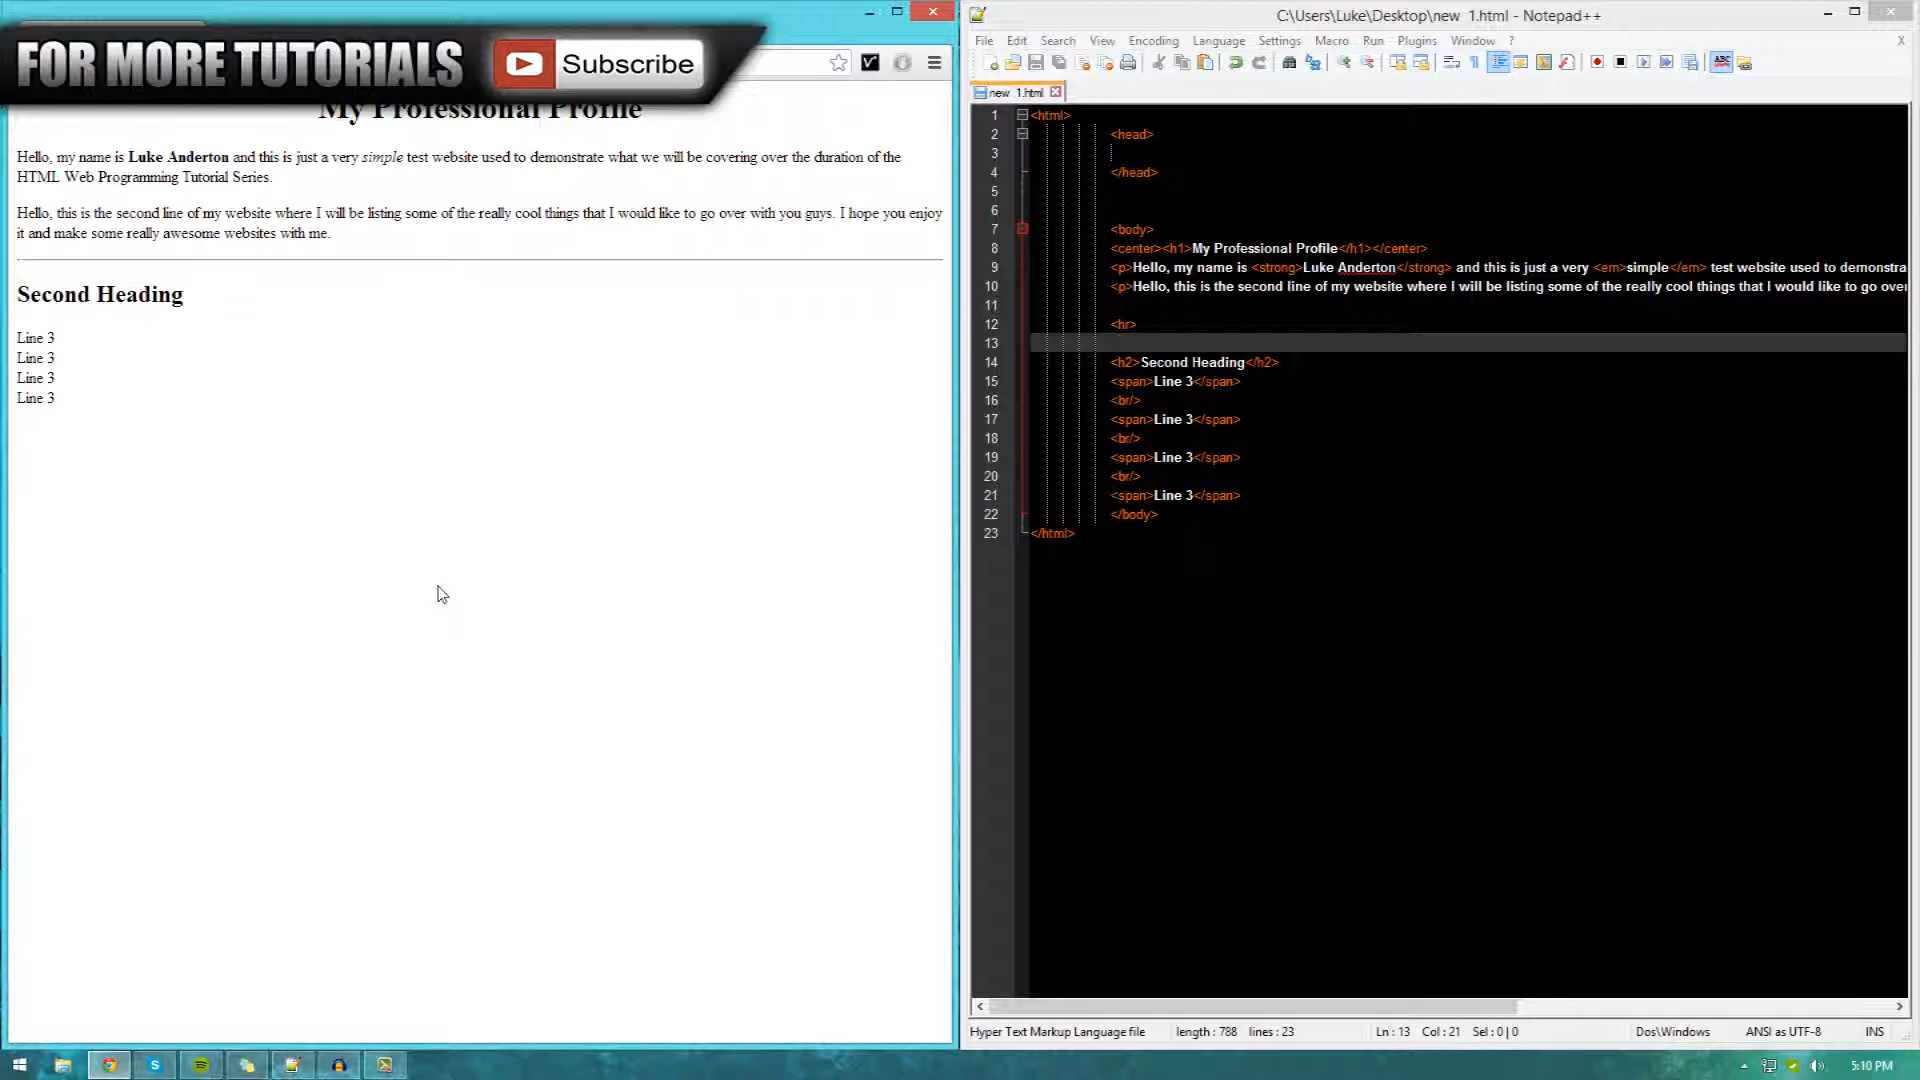 FOR MORE TUTORIALS
Subscribe
My Professional Profile
Hello, my name is Luke Anderton and this is just a very simple test website used to demonstrate what we will be covering over the duration of the
HTML Web Programming Tutorial Series.
Hello, this is the second line of my website where I will be listing some of the really cool things that I would like to go over with you guys. I hope you enjoy
it and make some really awesome websites with me.
Second Heading
Line 3
Line 3
Line 3
Line 3
C:\Users\Luke\Desktop\new 1.html - Notepad++
File Edit Search View Encoding Language Settings Macro Run Plugins Window ? X
new 1.html
1 <html>
2 <head>
3
4 </head>
5
6
7 <body>
8 <center><h1>My Professional Profile</h1></center>
9 <p>Hello, my name is <strong>Luke Anderton</strong> and this is just a very <em>simple</em> test website used to demonstra
10 <p>Hello, this is the second line of my website where I will be listing some of the really cool things that I would like to go over
11
12 <hr>
13
14 <h2>Second Heading</h2>
15 <span>Line 3</span>
16 <br/>
17 <span>Line 3</span>
18 <br/>
19 <span>Line 3</span>
20 <br/>
21 <span>Line 3</span>
22 </body>
23 </html>
Hyper Text Markup Language file length : 788 lines : 23 Ln : 13 Col : 21 Sel : 0 | 0 Dos\Windows ANSI as UTF-8 INS
5:10 PM